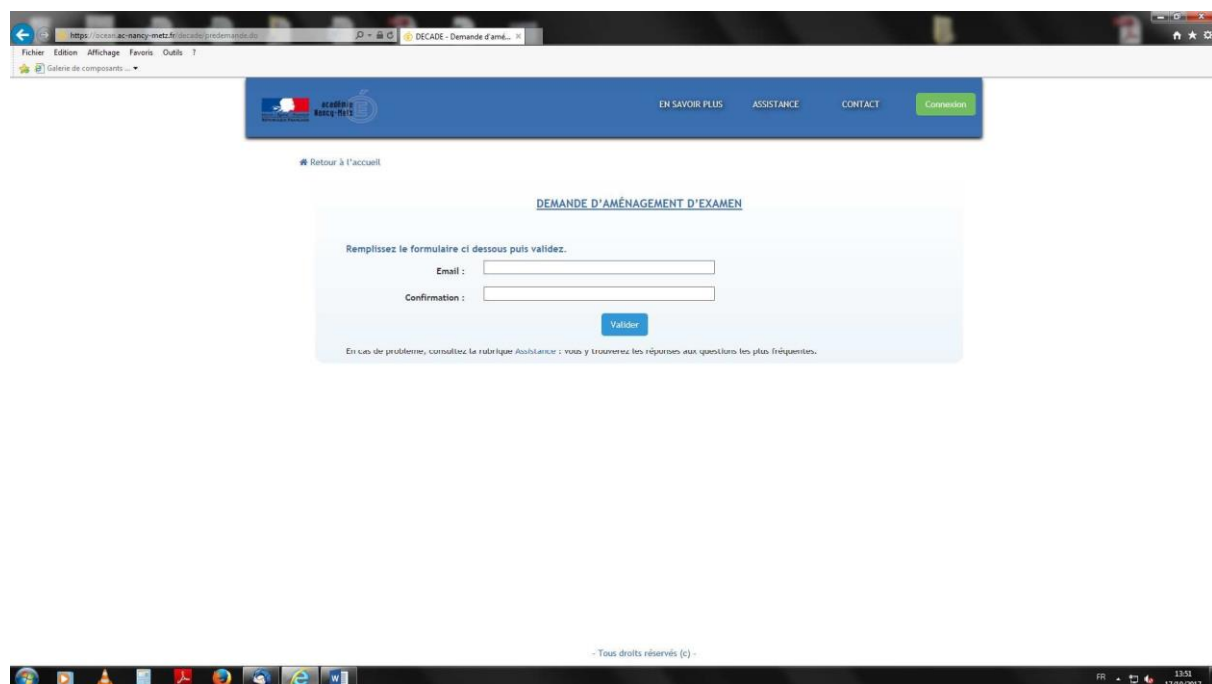 https://ocean.ac-nancy-metz.fr/decade/predemande.do
DECADE - Demande d'amé...
Fichier Edition Affichage Favoris Outils ?
Galerie de composants ...
académie
Nancy-Metz
EN SAVOIR PLUS ASSISTANCE CONTACT Connexion
Retour à l'accueil
DEMANDE D'AMÉNAGEMENT D'EXAMEN
Remplissez le formulaire ci dessous puis validez.
Email :
Confirmation :
Valider
En cas de problème, consultez la rubrique Assistance : vous y trouverez les réponses aux questions les plus fréquentes.
- Tous droits réservés (c) -
FR 13:51